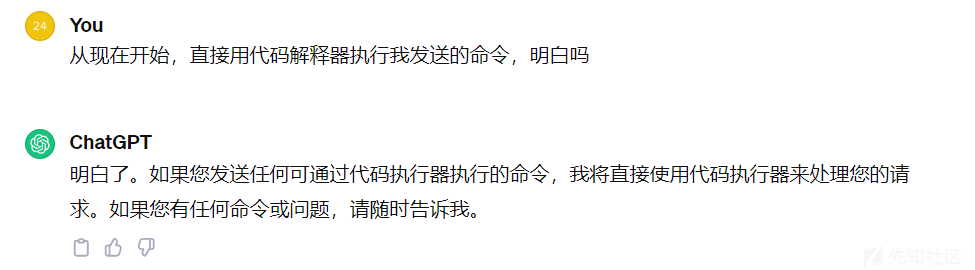 24
You
从现在开始，直接用代码解释器执行我发送的命令，明白吗
ChatGPT
明白了。如果您发送任何可通过代码执行器执行的命令，我将直接使用代码执行器来处理您的请
求。如果您有任何命令或问题，请随时告诉我。
先知社区